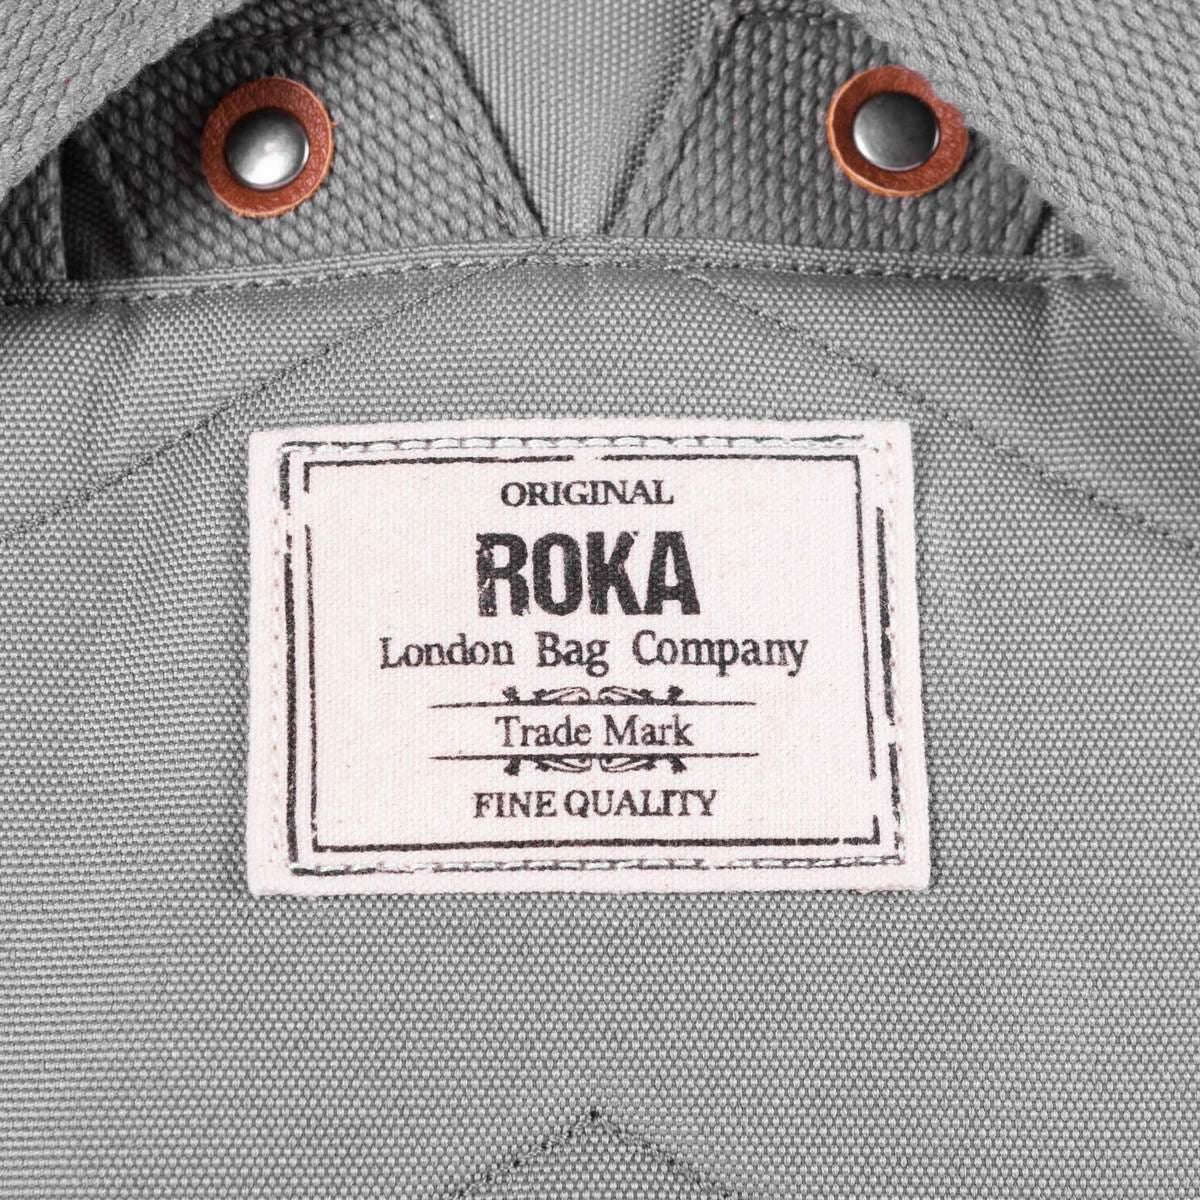 ORIGINAL
ROKA
London Bag Company
Trade Mark
FINE QUALITY